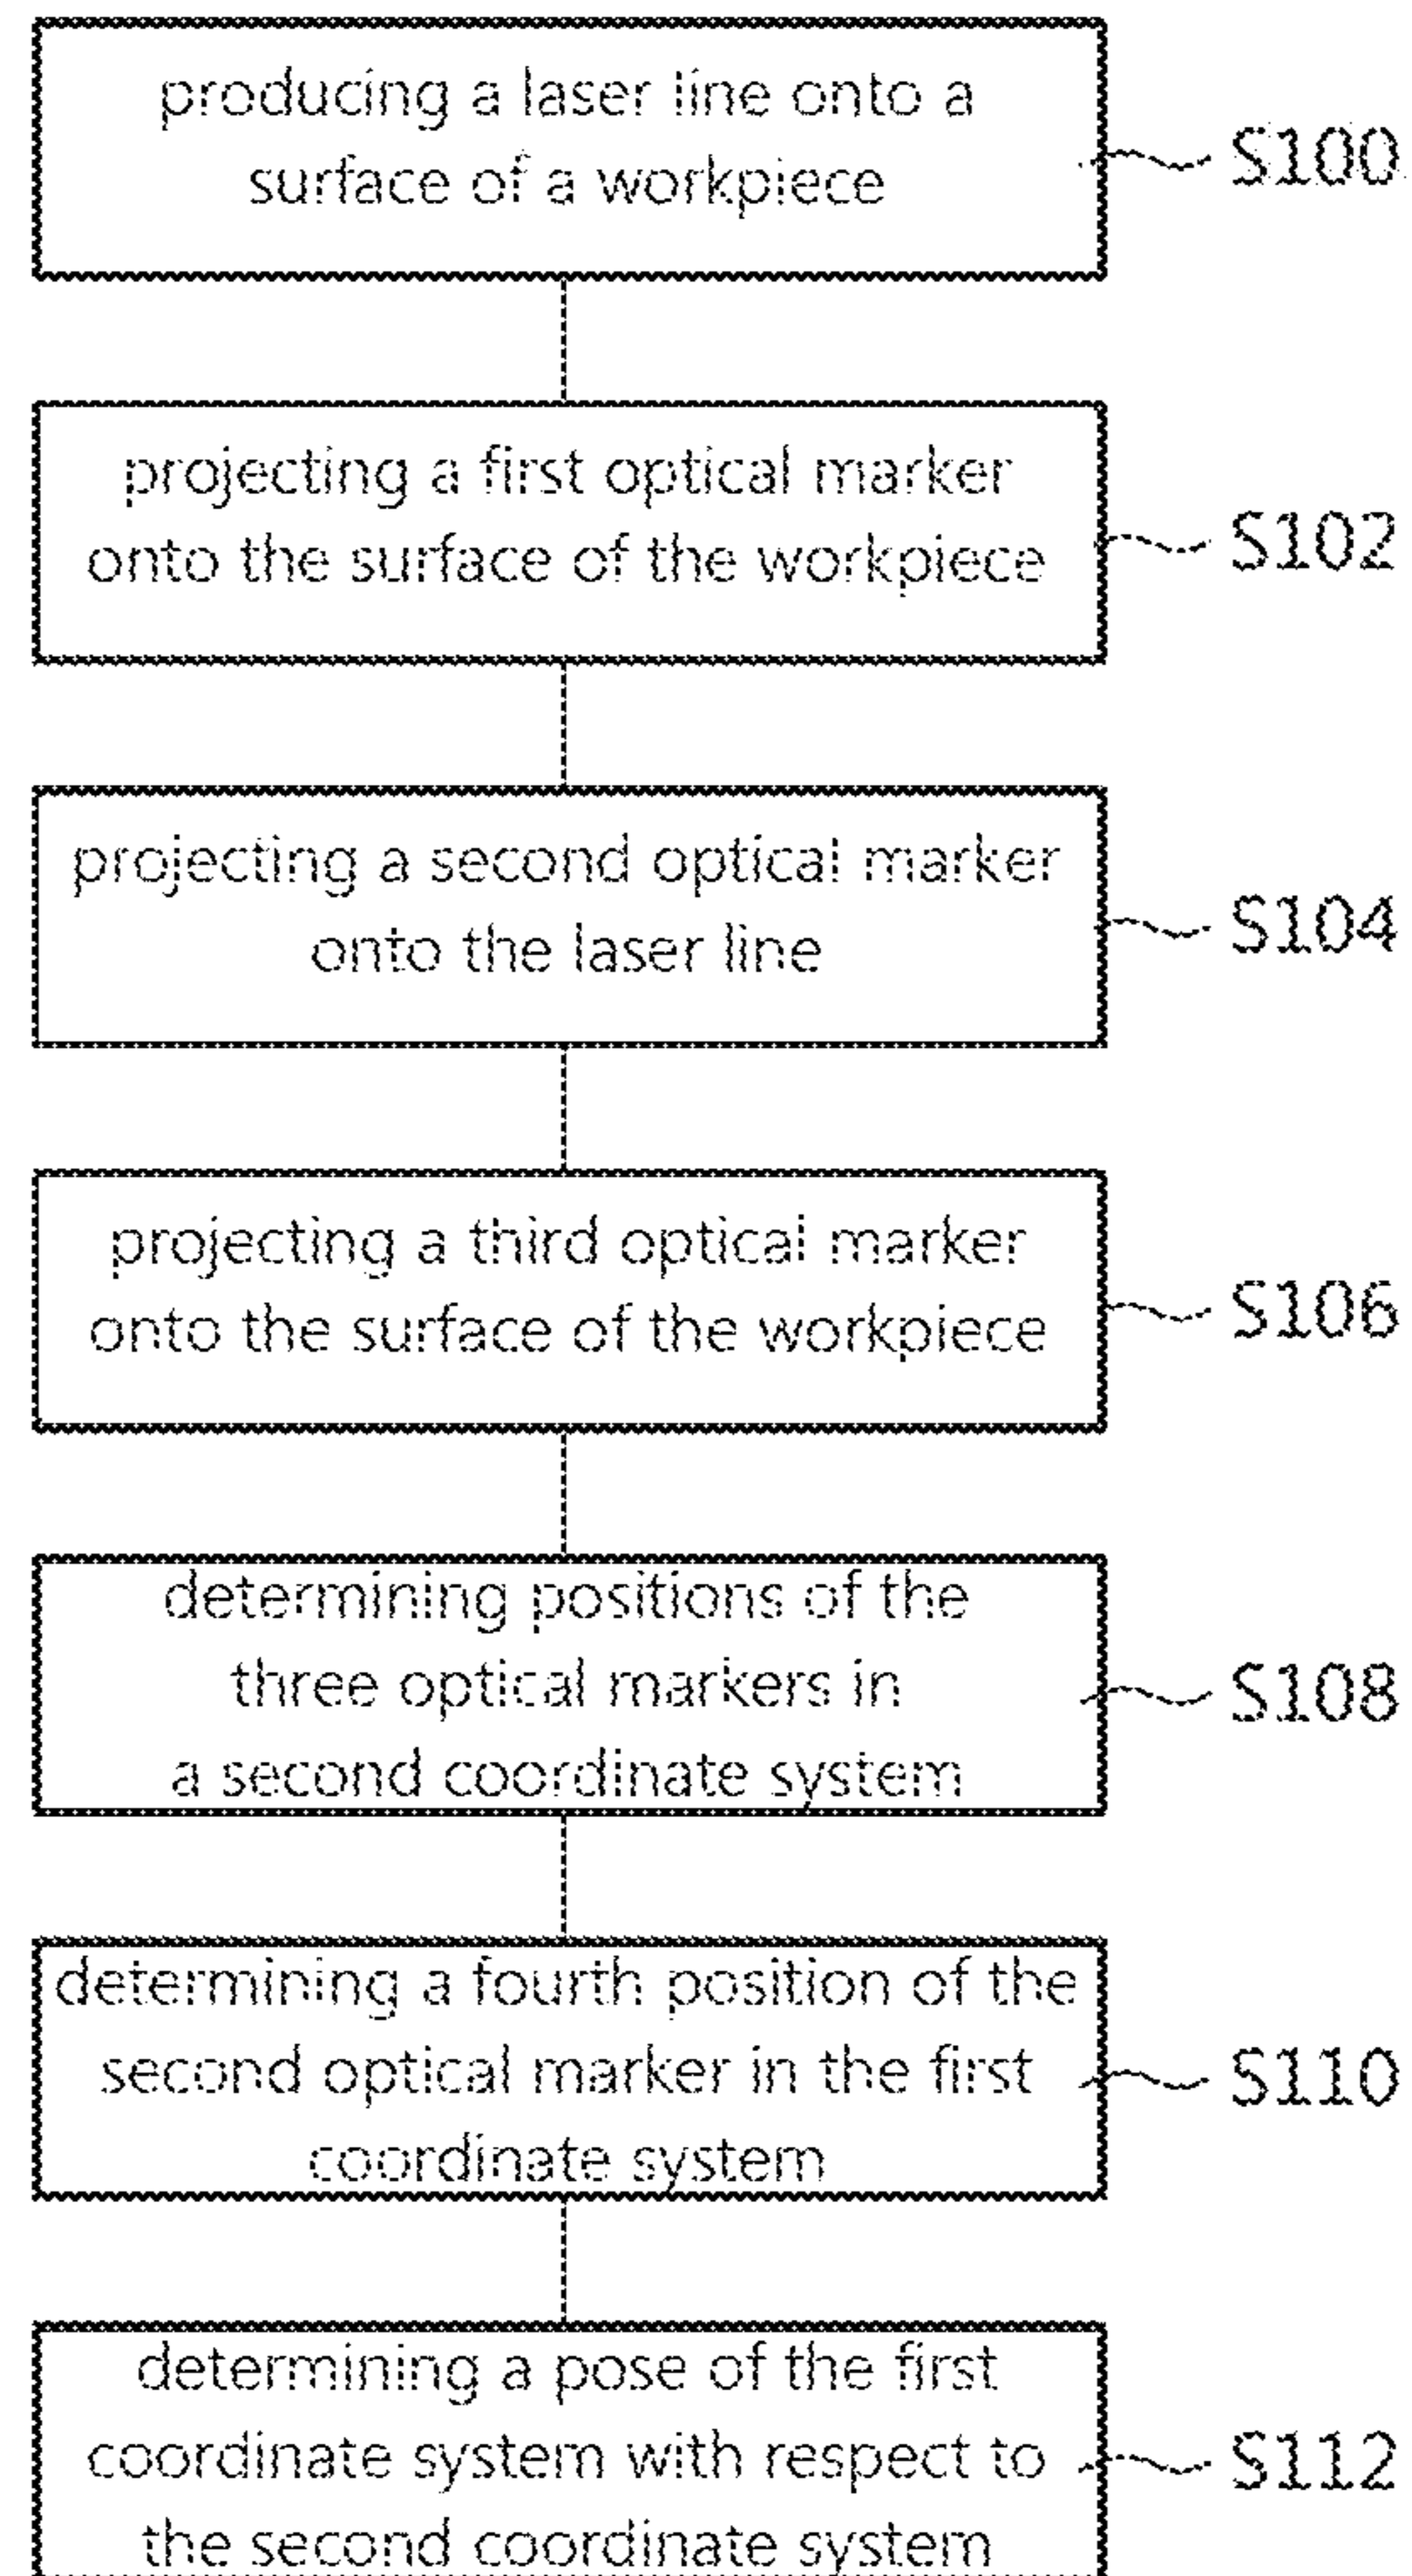 producing a laser line onto a
surface of a workpiece
S100
projecting a first optical marker
onto the surface of the workpiece
S102
projecting a second optical marker
onto the laser line
S104
projecting a third optical marker
onto the surface of the workpiece
S106
determining positions of the
three optical markers in
a second coordinate system
S108
determining a fourth position of the
second optical marker in the first
coordinate system
S110
determining a pose of the first
coordinate system with respect to
the second coordinate system
S112